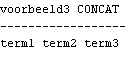 voorbeeld3 CONCAT
-----------------
term1 term2 term3